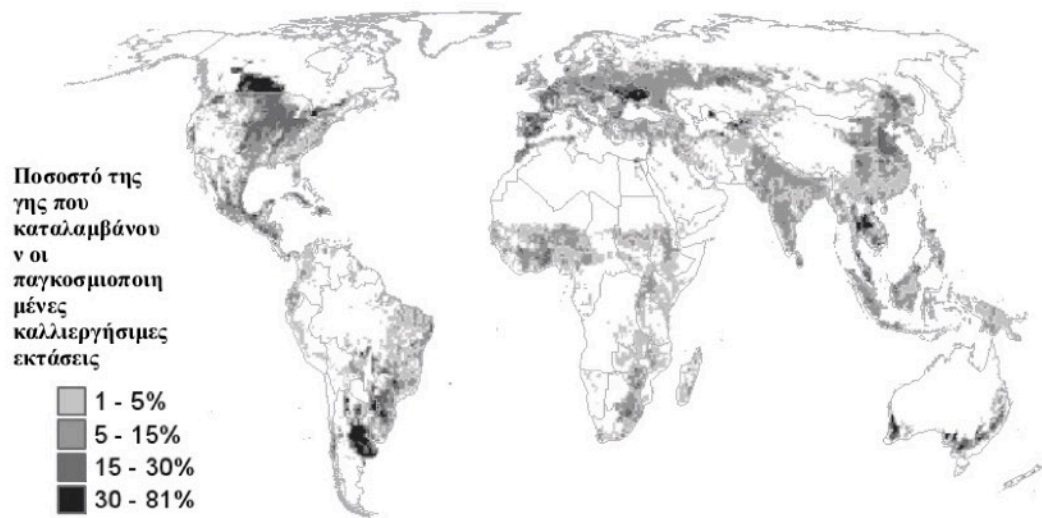 Ποσοστό της
γης που
καταλαμβάνου
ν οι
παγκοσμιοποιη
μένες
καλλιεργήσιμες
εκτάσεις
1 - 5%
5 - 15%
15 - 30%
30 - 81%